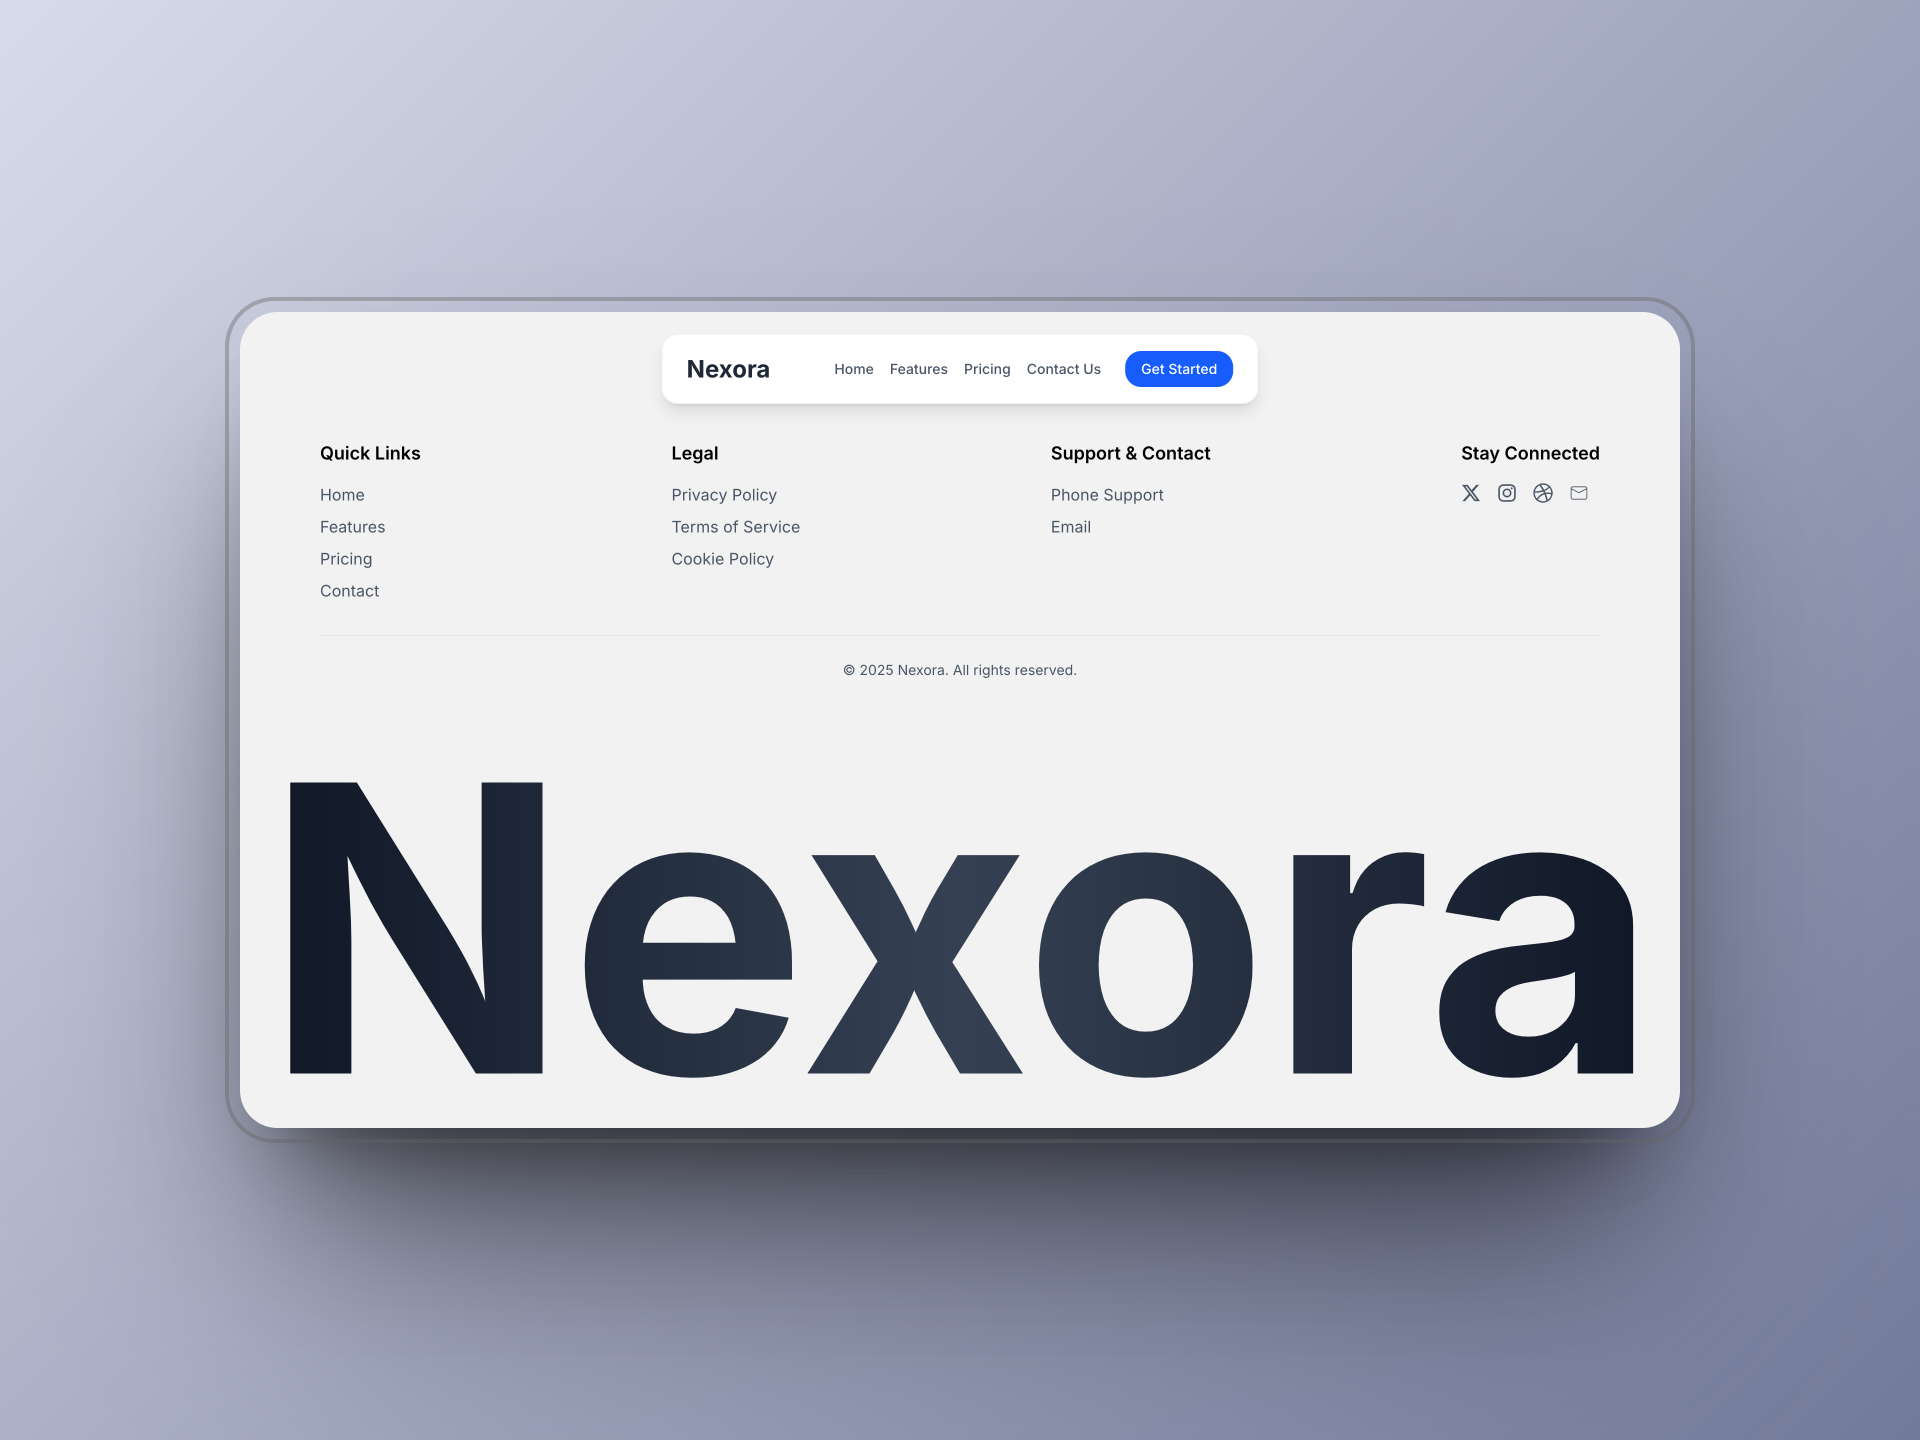 Nexora Home Features Pricing Contact Us Get Started
Quick Links
Home
Features
Pricing
Contact
Legal
Privacy Policy
Terms of Service
Cookie Policy
Support & Contact
Phone Support
Email
Stay Connected
© 2025 Nexora. All rights reserved.
Nexora